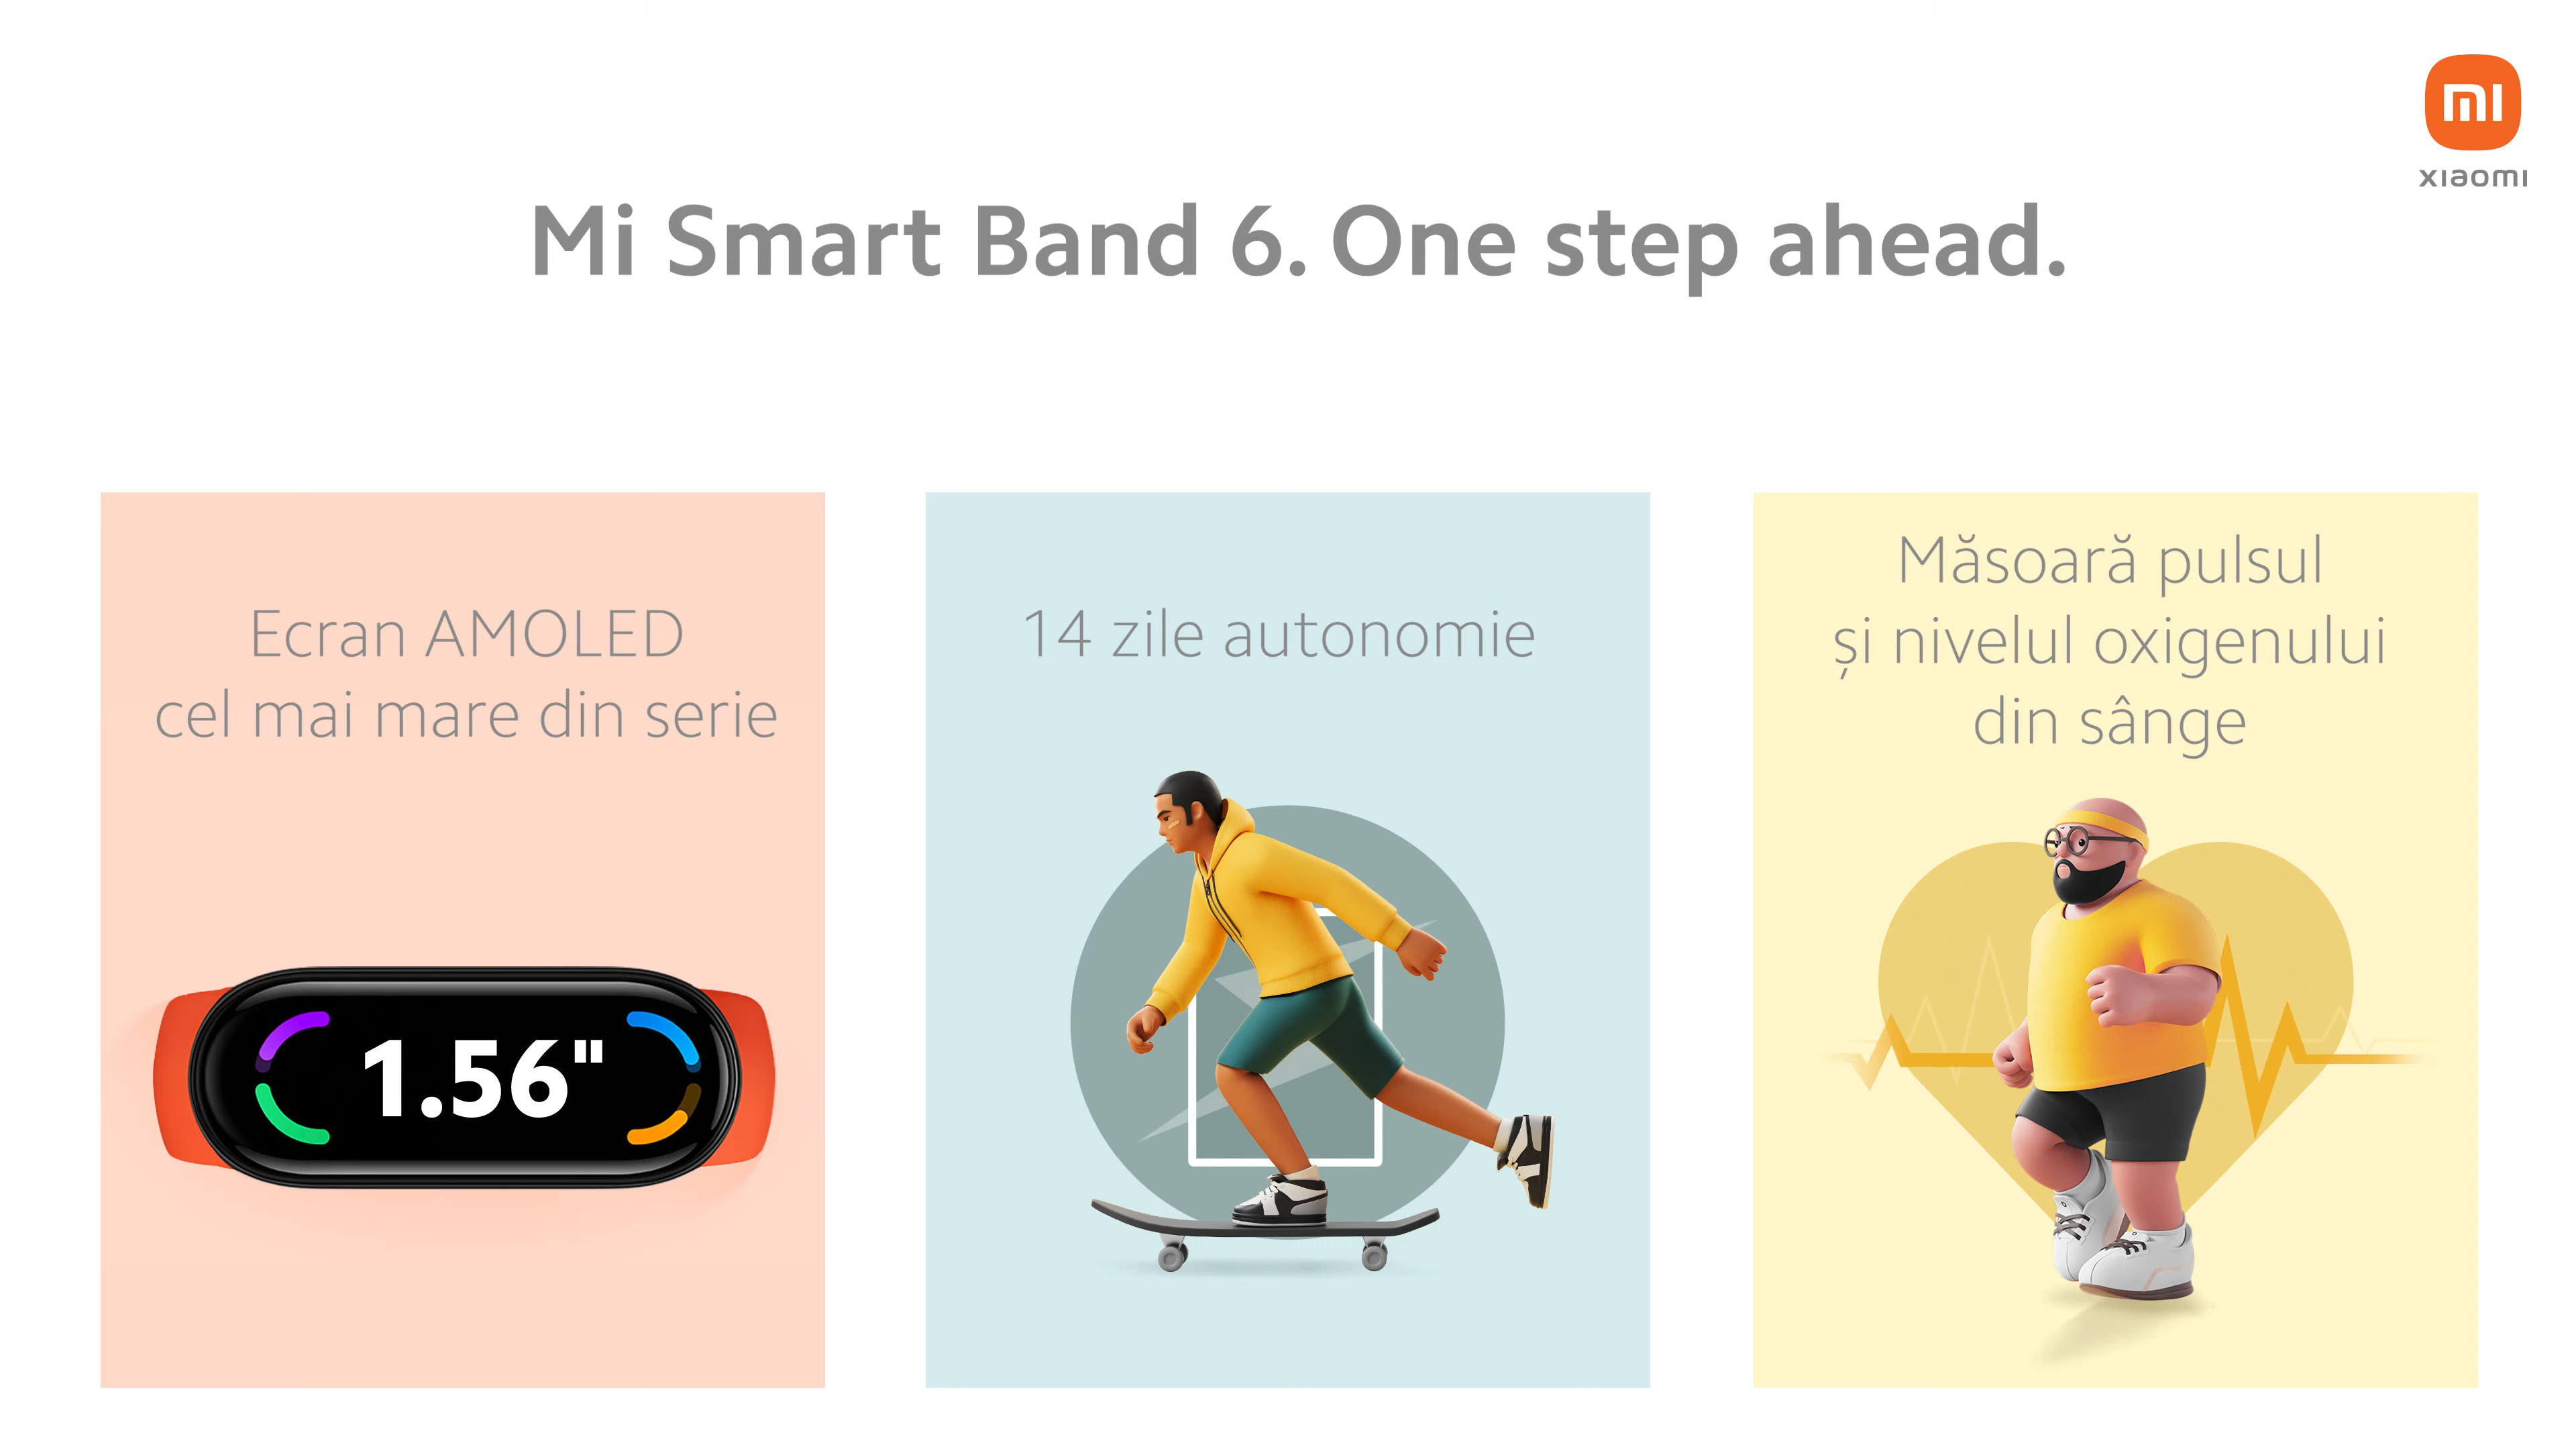 mi
xiaomi
Mi Smart Band 6. One step ahead.
Ecran AMOLED
cel mai mare din serie
1.56"
14 zile autonomie
Măsoară pulsul
și nivelul oxigenului
din sânge